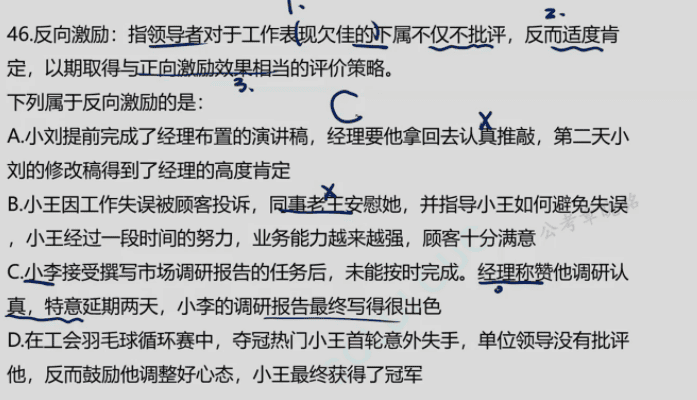 1.
2.
46.反向激励：指领导者对于工作表现欠佳的下属不仅不批评，反而适度肯
定，以期取得与正向激励效果相当的评价策略。
3.
下列属于反向激励的是：
C
A.小刘提前完成了经理布置的演讲稿，经理要他拿回去认真推敲，第二天小
刘的修改稿得到了经理的高度肯定
B.小王因工作失误被顾客投诉，同事老王安慰她，并指导小王如何避免失误
，小王经过一段时间的努力，业务能力越来越强，顾客十分满意
C.小李接受撰写市场调研报告的任务后，未能按时完成。经理称赞他调研认
真，特意延期两天，小李的调研报告最终写得很出色
D.在工会羽毛球循环赛中，夺冠热门小王首轮意外失手，单位领导没有批评
他，反而鼓励他调整好心态，小王最终获得了冠军